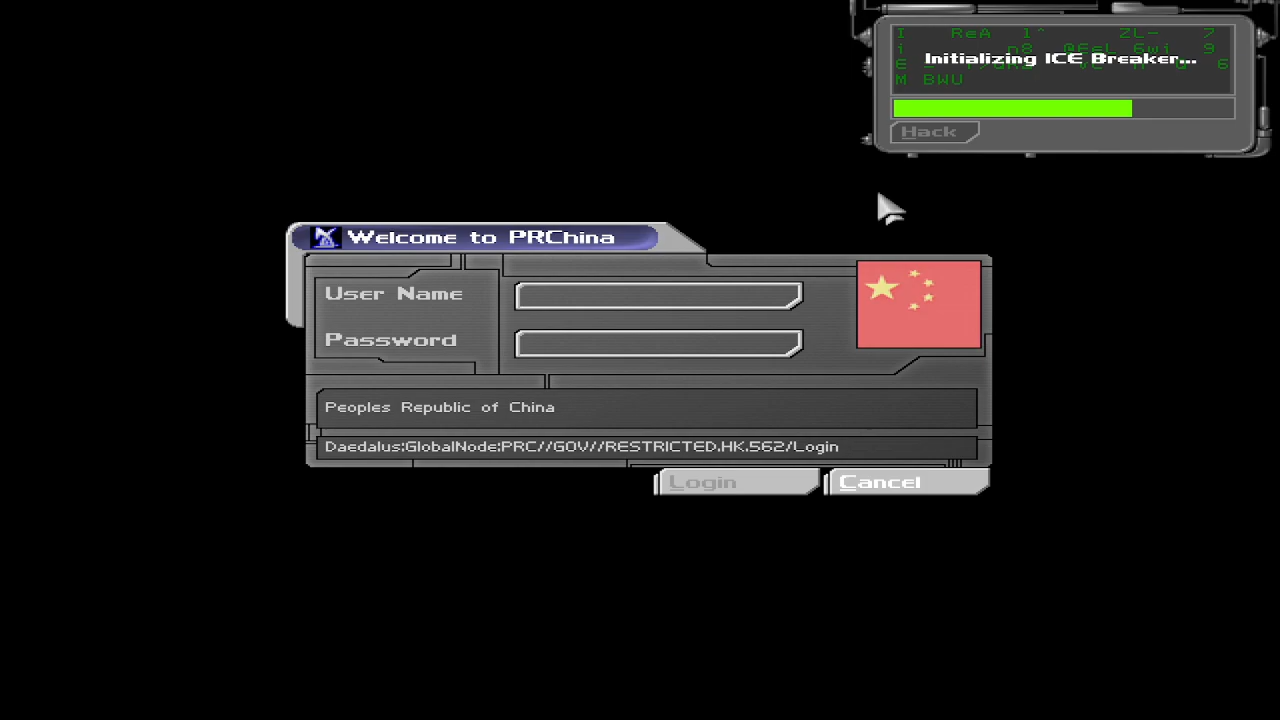 Initializing ICE Breaker...
Hack
Welcome to PRChina
User Name
Password
Peoples Republic of China
Daedalus:GlobalNode:PRC//GOV//RESTRICTED.HK.562/Login
Login
Cancel